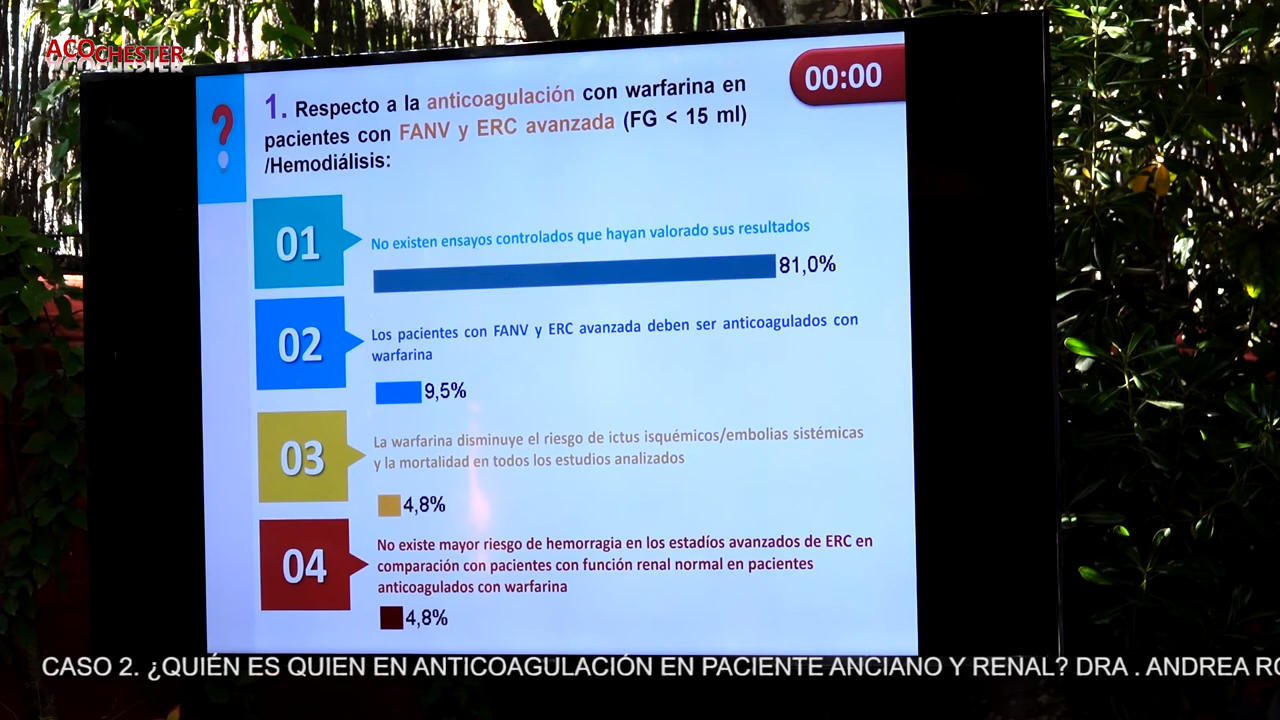 ACOCHESTER
?
1. Respecto a la anticoagulación con warfarina en
pacientes con FANV y ERC avanzada (FG < 15 ml)
/Hemodiálisis:
00:00
01
No existen ensayos controlados que hayan valorado sus resultados
81,0%
02
Los pacientes con FANV y ERC avanzada deben ser anticoagulados con
warfarina
9,5%
03
La warfarina disminuye el riesgo de ictus isquémicos/embolias sistémicas
y la mortalidad en todos los estudios analizados
4,8%
04
No existe mayor riesgo de hemorragia en los estadíos avanzados de ERC en
comparación con pacientes con función renal normal en pacientes
anticoagulados con warfarina
4,8%
CASO 2. ¿QUIÉN ES QUIEN EN ANTICOAGULACIÓN EN PACIENTE ANCIANO Y RENAL? DRA . ANDREA RO